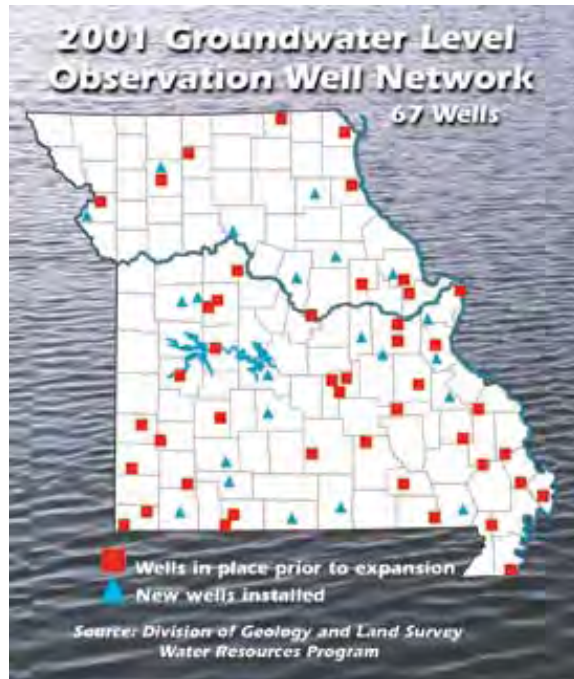 2001 Groundwater Level
Observation Well Network
67 Wells
Wells in place prior to expansion
New wells installed
Source: Division of Geology and Land Survey
Water Resources Program